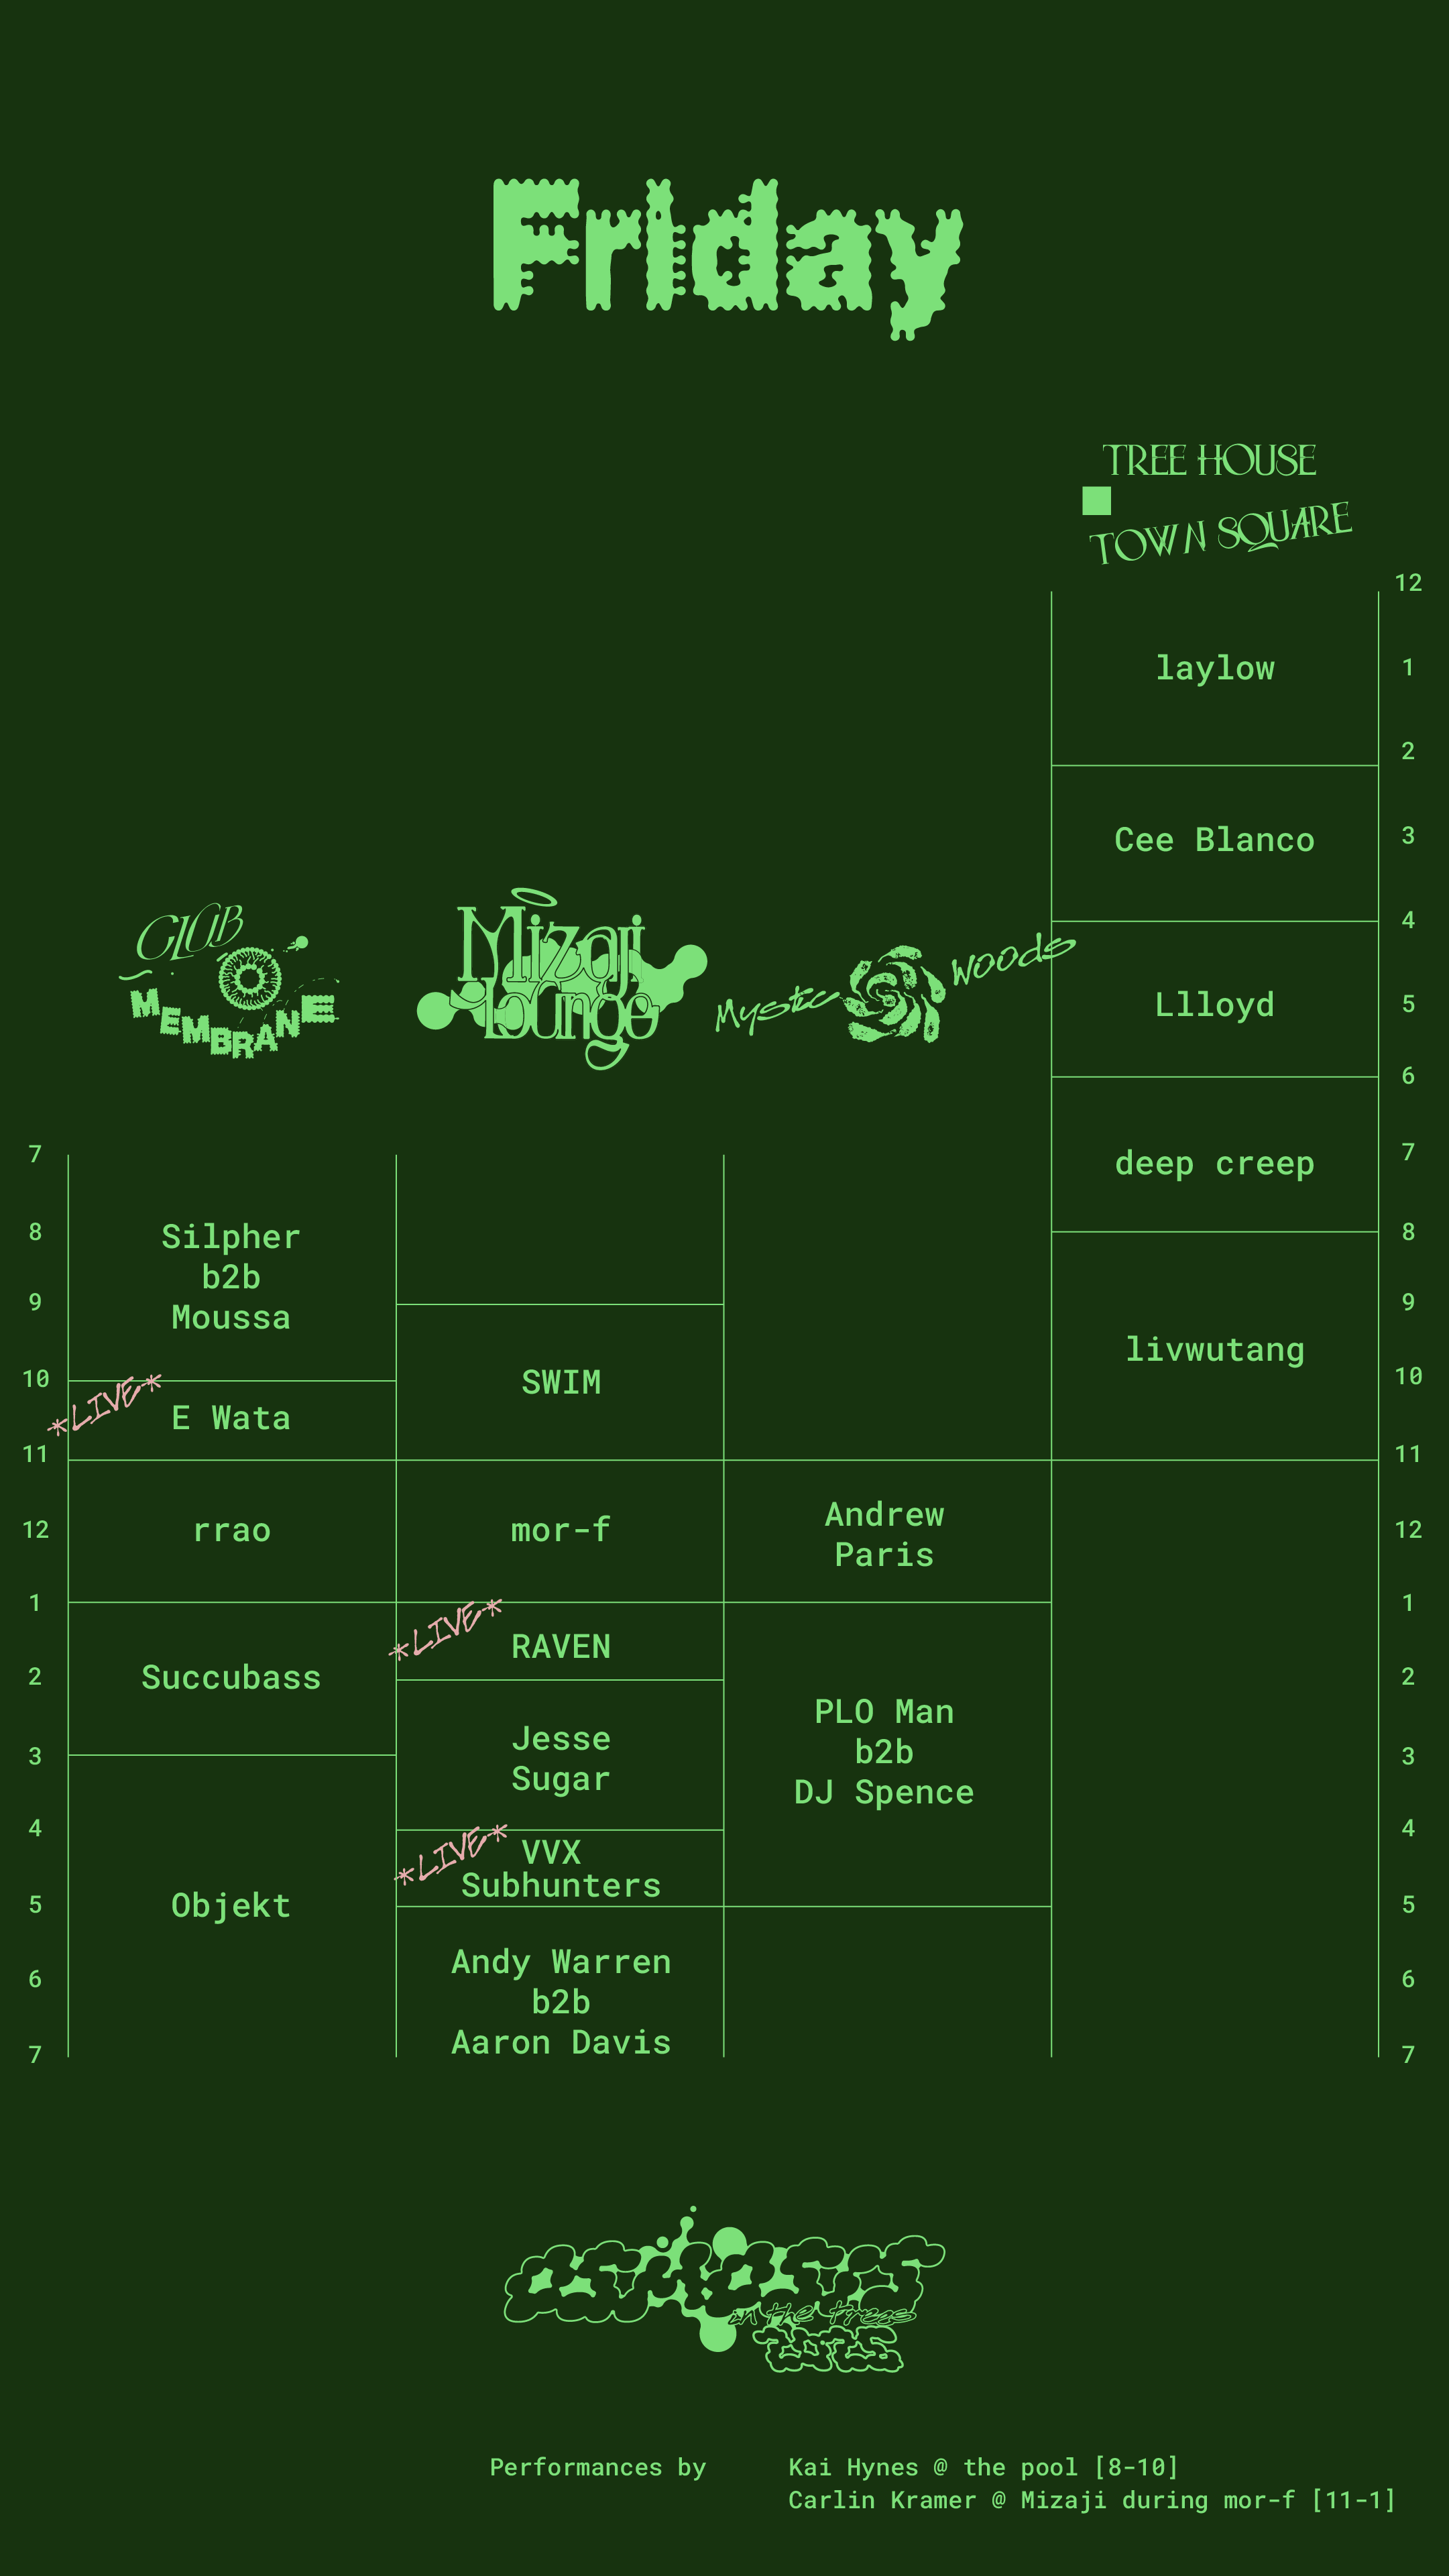 Friday
TREE HOUSE
TOWN SQUARE
12
laylow
1
2
Cee Blanco
3
4
Llloyd
5
6
deep creep
7
8
livwutang
9
10
11
12
1
2
3
4
5
6
7
CLUB
MEMBRANE
Mizaji
lounge
Mystic Woods
7
8
9
10
11
12
1
2
3
4
5
6
7
Silpher
b2b
Moussa
*LIVE*
E Wata
rrao
Succubass
Objekt
SWIM
mor-f
*LIVE*
RAVEN
Jesse
Sugar
*LIVE*
VVX
Subhunters
Andy Warren
b2b
Aaron Davis
Andrew
Paris
PLO Man
b2b
DJ Spence
in the trees
Performances by
Kai Hynes @ the pool [8-10]
Carlin Kramer @ Mizaji during mor-f [11-1]